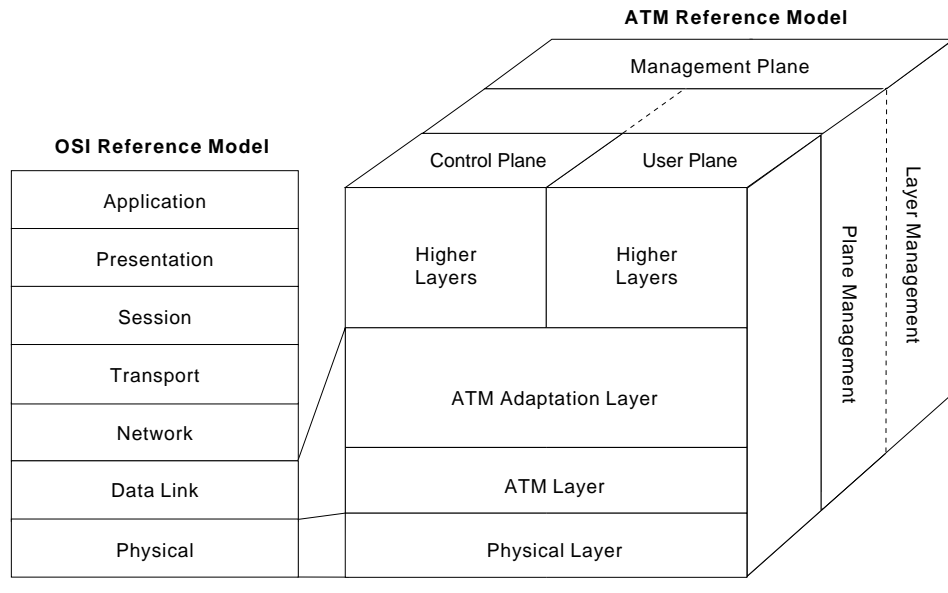 ATM Reference Model
Management Plane
OSI Reference Model
Control Plane
User Plane
Application
Presentation
Session
Transport
Network
Data Link
Physical
Higher
Layers
Higher
Layers
ATM Adaptation Layer
ATM Layer
Physical Layer
Plane Management
Layer Management